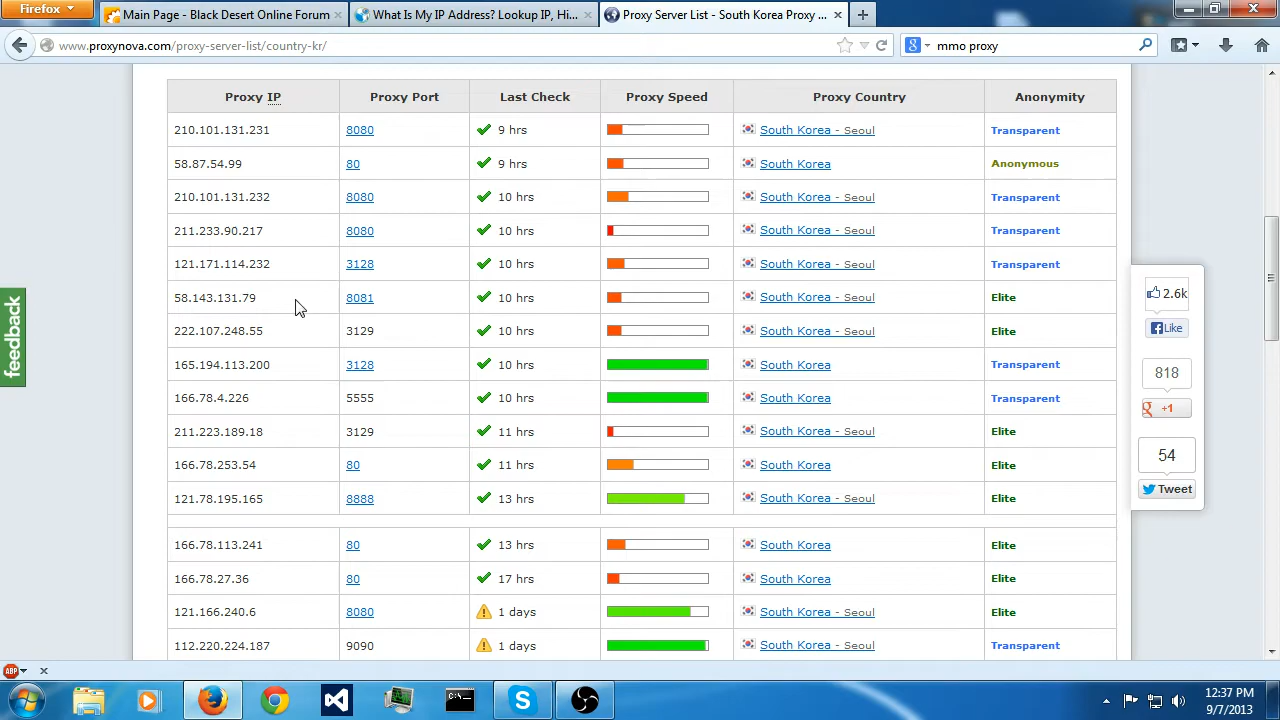 Firefox
Main Page - Black Desert Online Forum
What Is My IP Address? Lookup IP, Hi...
Proxy Server List - South Korea Proxy ...
www.proxynova.com/proxy-server-list/country-kr/
mmo proxy
Proxy IP Proxy Port Last Check Proxy Speed Proxy Country Anonymity
210.101.131.231 8080 9 hrs South Korea - Seoul Transparent
58.87.54.99 80 9 hrs South Korea Anonymous
210.101.131.232 8080 10 hrs South Korea - Seoul Transparent
211.233.90.217 8080 10 hrs South Korea - Seoul Transparent
121.171.114.232 3128 10 hrs South Korea - Seoul Transparent
58.143.131.79 8081 10 hrs South Korea - Seoul Elite
222.107.248.55 3129 10 hrs South Korea - Seoul Elite
165.194.113.200 3128 10 hrs South Korea Transparent
166.78.4.226 5555 10 hrs South Korea Transparent
211.223.189.18 3129 11 hrs South Korea - Seoul Elite
166.78.253.54 80 11 hrs South Korea Elite
121.78.195.165 8888 13 hrs South Korea - Seoul Elite
166.78.113.241 80 13 hrs South Korea Elite
166.78.27.36 80 17 hrs South Korea Elite
121.166.240.6 8080 1 days South Korea - Seoul Elite
112.220.224.187 9090 1 days South Korea - Seoul Transparent
feedback
2.6k
Like
818
+1
54
Tweet
ABP
12:37 PM
9/7/2013